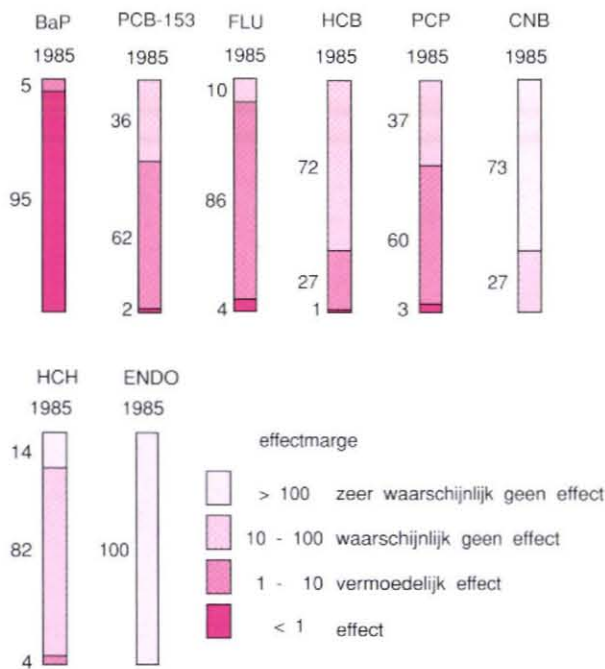 BaP PCB-153 FLU HCB PCP CNB
1985 1985 1985 1985 1985 1985
5 36 10 72 37 73
95 62 86 27 60 27
2 4 1 3
HCH ENDO
1985 1985
14
82 100
4
effectmarge
> 100 zeer waarschijnlijk geen effect
10 - 100 waarschijnlijk geen effect
1 - 10 vermoedelijk effect
< 1 effect